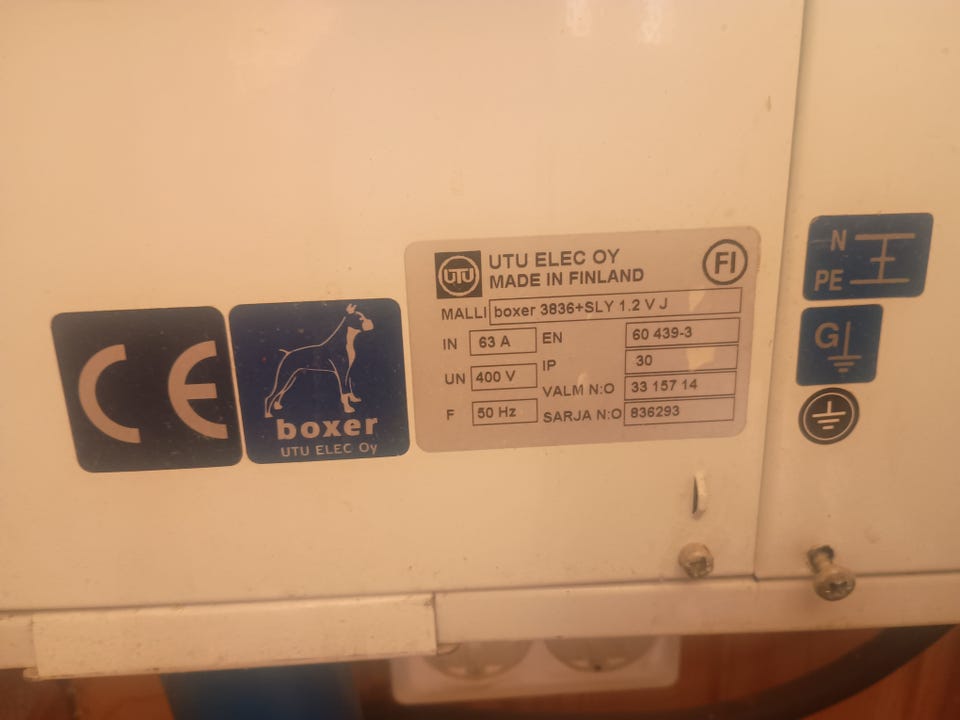 CE
boxer
UTU ELEC Oy
UTU
UTU ELEC OY
MADE IN FINLAND
FI
MALLI boxer 3836+SLY 1.2 V J
IN 63 A EN 60 439-3
UN 400 V IP 30
VALM N:O 33 157 14
F 50 Hz SARJA N:O 836293
N
PE
G